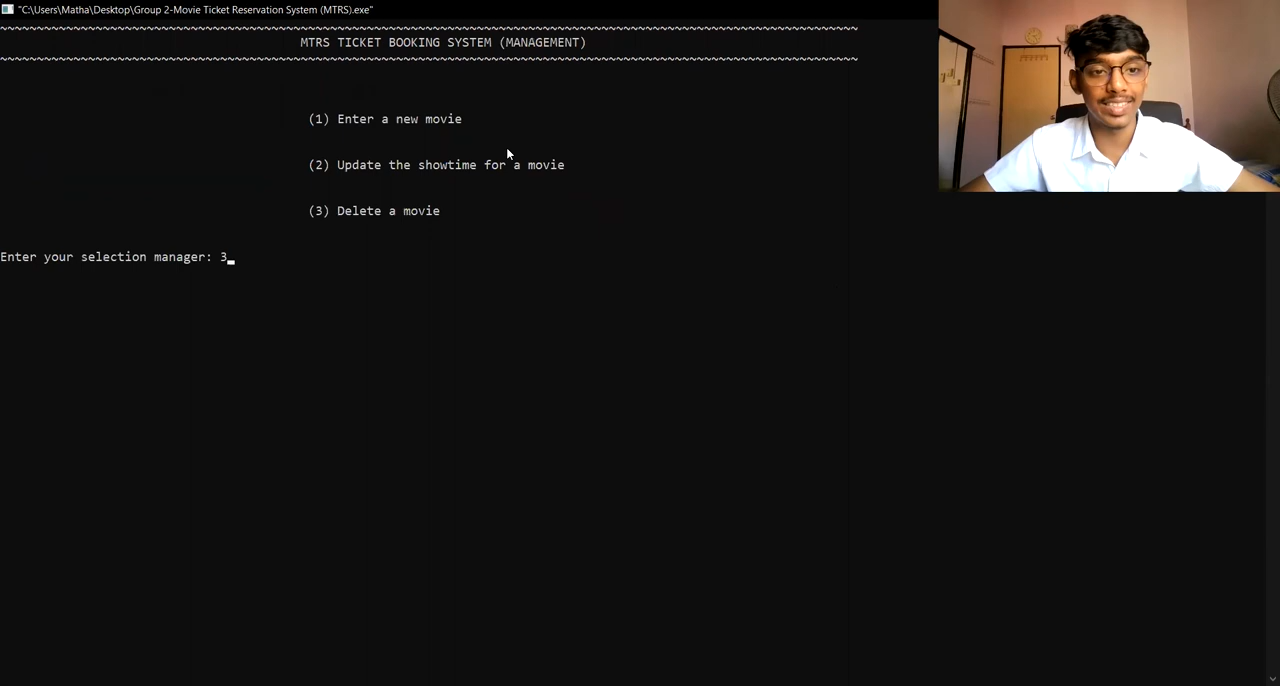 "C:\Users\Matha\Desktop\Group 2-Movie Ticket Reservation System (MTRS).exe"
MTRS TICKET BOOKING SYSTEM (MANAGEMENT)
(1) Enter a new movie
(2) Update the showtime for a movie
(3) Delete a movie
Enter your selection manager: 3